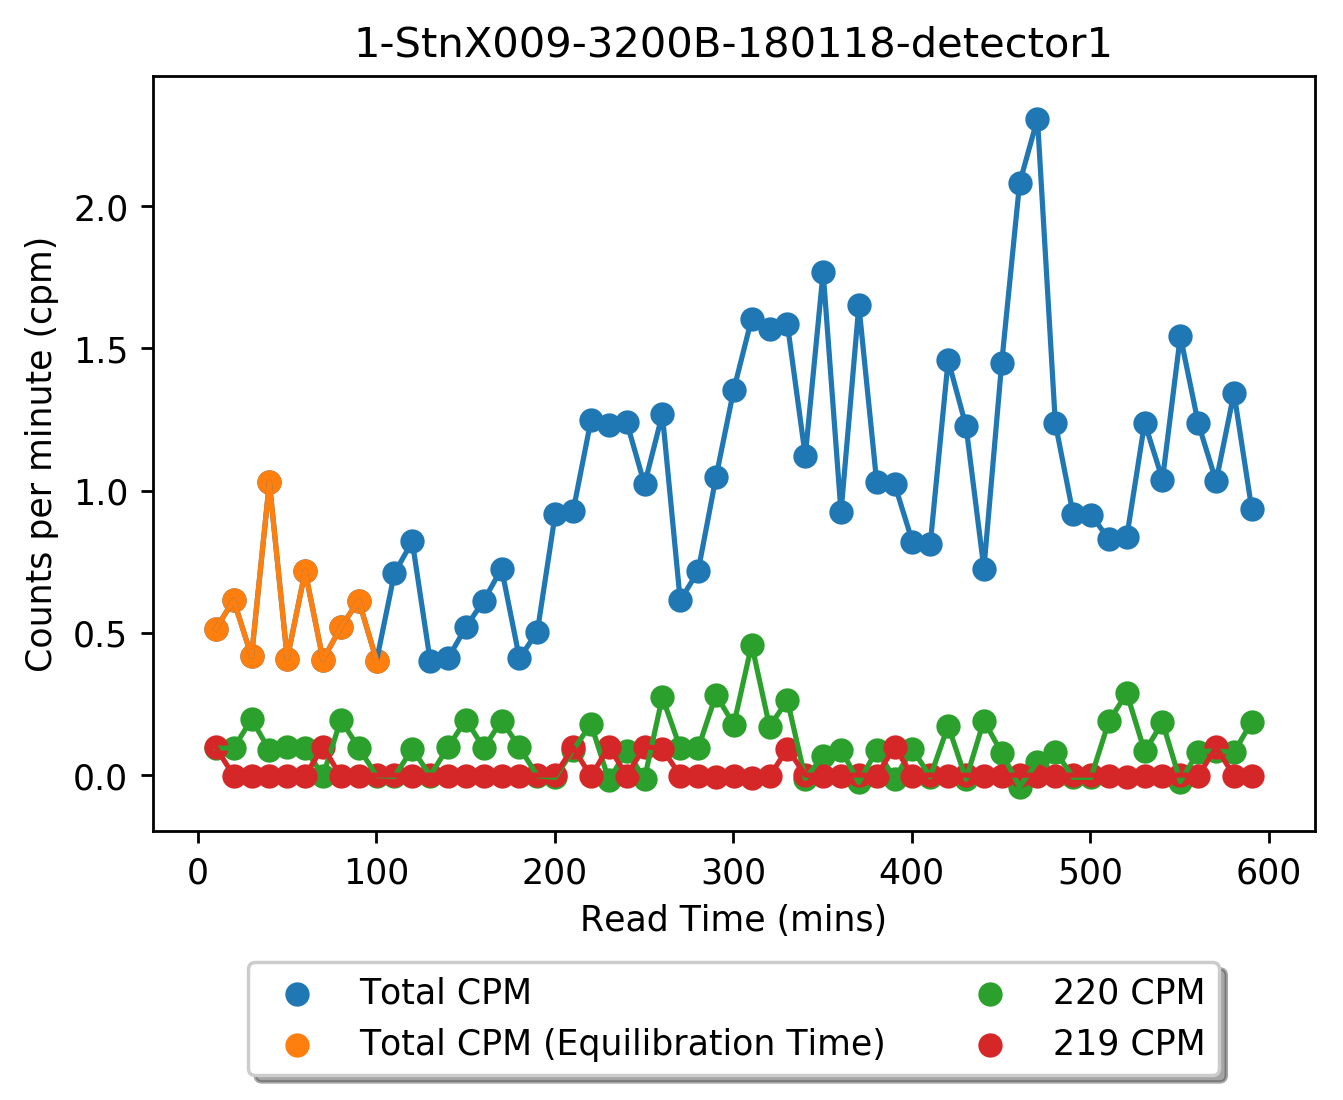 1-StnX009-3200B-180118-detector1
Counts per minute (cpm)
2.0
1.5
1.0
0.5
0.0
0 100 200 300 400 500 600
Read Time (mins)
Total CPM
Total CPM (Equilibration Time)
220 CPM
219 CPM